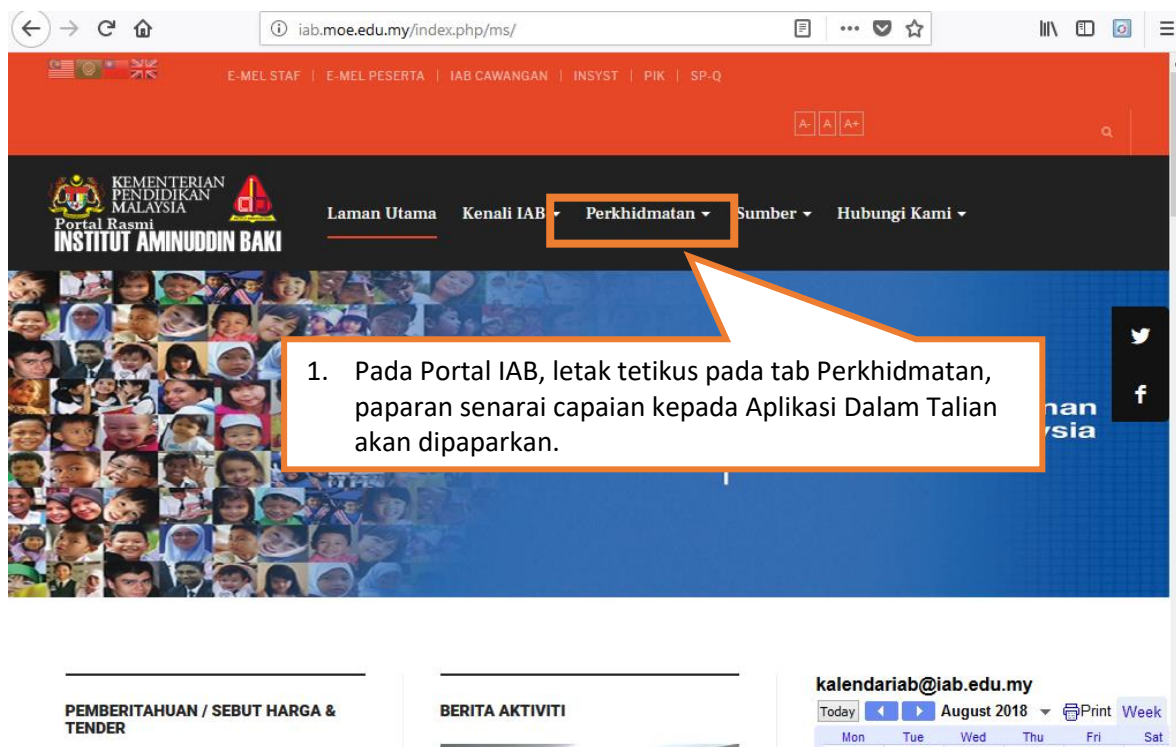 iab.moe.edu.my/index.php/ms/
E-MEL STAF | E-MEL PESERTA | IAB CAWANGAN | INSYST | PIK | SP-Q
A- A A+
KEMENTERIAN
PENDIDIKAN
MALAYSIA
Portal Rasmi
INSTITUT AMINUDDIN BAKI
Laman Utama Kenali IAB Perkhidmatan Sumber Hubungi Kami
1. Pada Portal IAB, letak tetikus pada tab Perkhidmatan,
paparan senarai capaian kepada Aplikasi Dalam Talian
akan dipaparkan.
PEMBERITAHUAN / SEBUT HARGA &
TENDER
BERITA AKTIVITI
kalendariab@iab.edu.my
Today August 2018 Print Week
Mon Tue Wed Thu Fri Sat